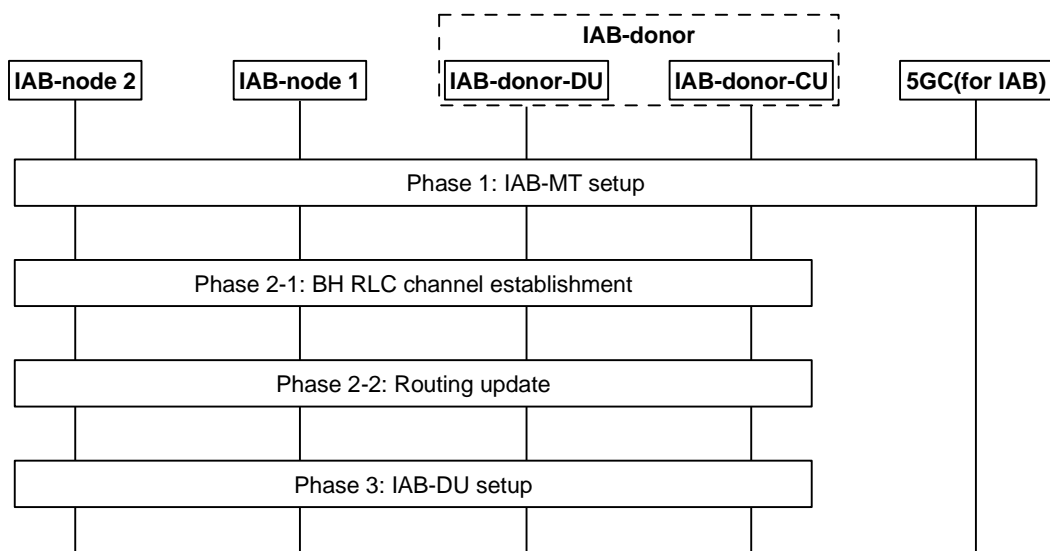 IAB-donor
IAB-node 2
IAB-node 1
IAB-donor-DU
IAB-donor-CU
5GC(for IAB)
Phase 1: IAB-MT setup
Phase 2-1: BH RLC channel establishment
Phase 2-2: Routing update
Phase 3: IAB-DU setup